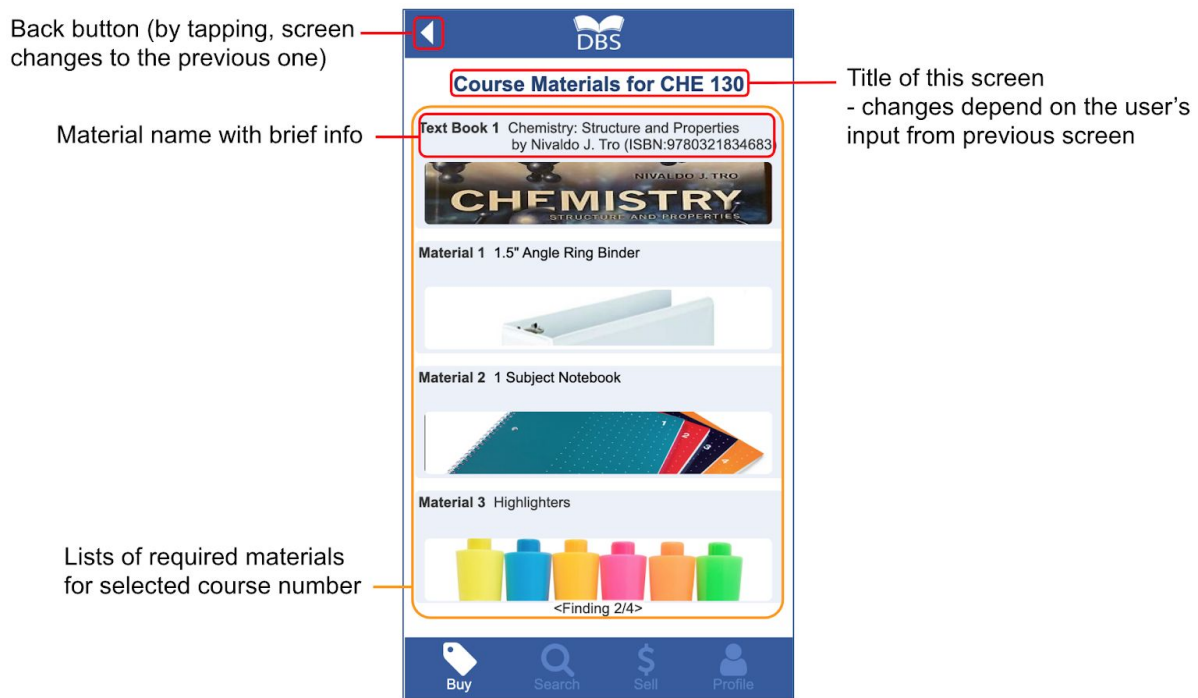 Back button (by tapping, screen
changes to the previous one)
DBS
Course Materials for CHE 130
Title of this screen
- changes depend on the user's
input from previous screen
Material name with brief info
Text Book 1 Chemistry: Structure and Properties
by Nivaldo J. Tro (ISBN:9780321834683)
NIVALDO J. TRO
CHEMISTRY
STRUCTURE AND PROPERTIES
Material 1 1.5" Angle Ring Binder
Material 2 1 Subject Notebook
1
2
3
4
Material 3 Highlighters
Lists of required materials
for selected course number
<Finding 2/4>
Buy
Search
Sell
Profile